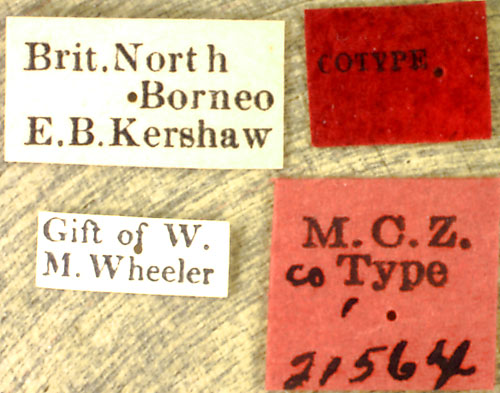 Brit. North
Borneo
E. B. Kershaw
COTYPE.
Gift of W.
M. Wheeler
M. C. Z.
co Type
21564